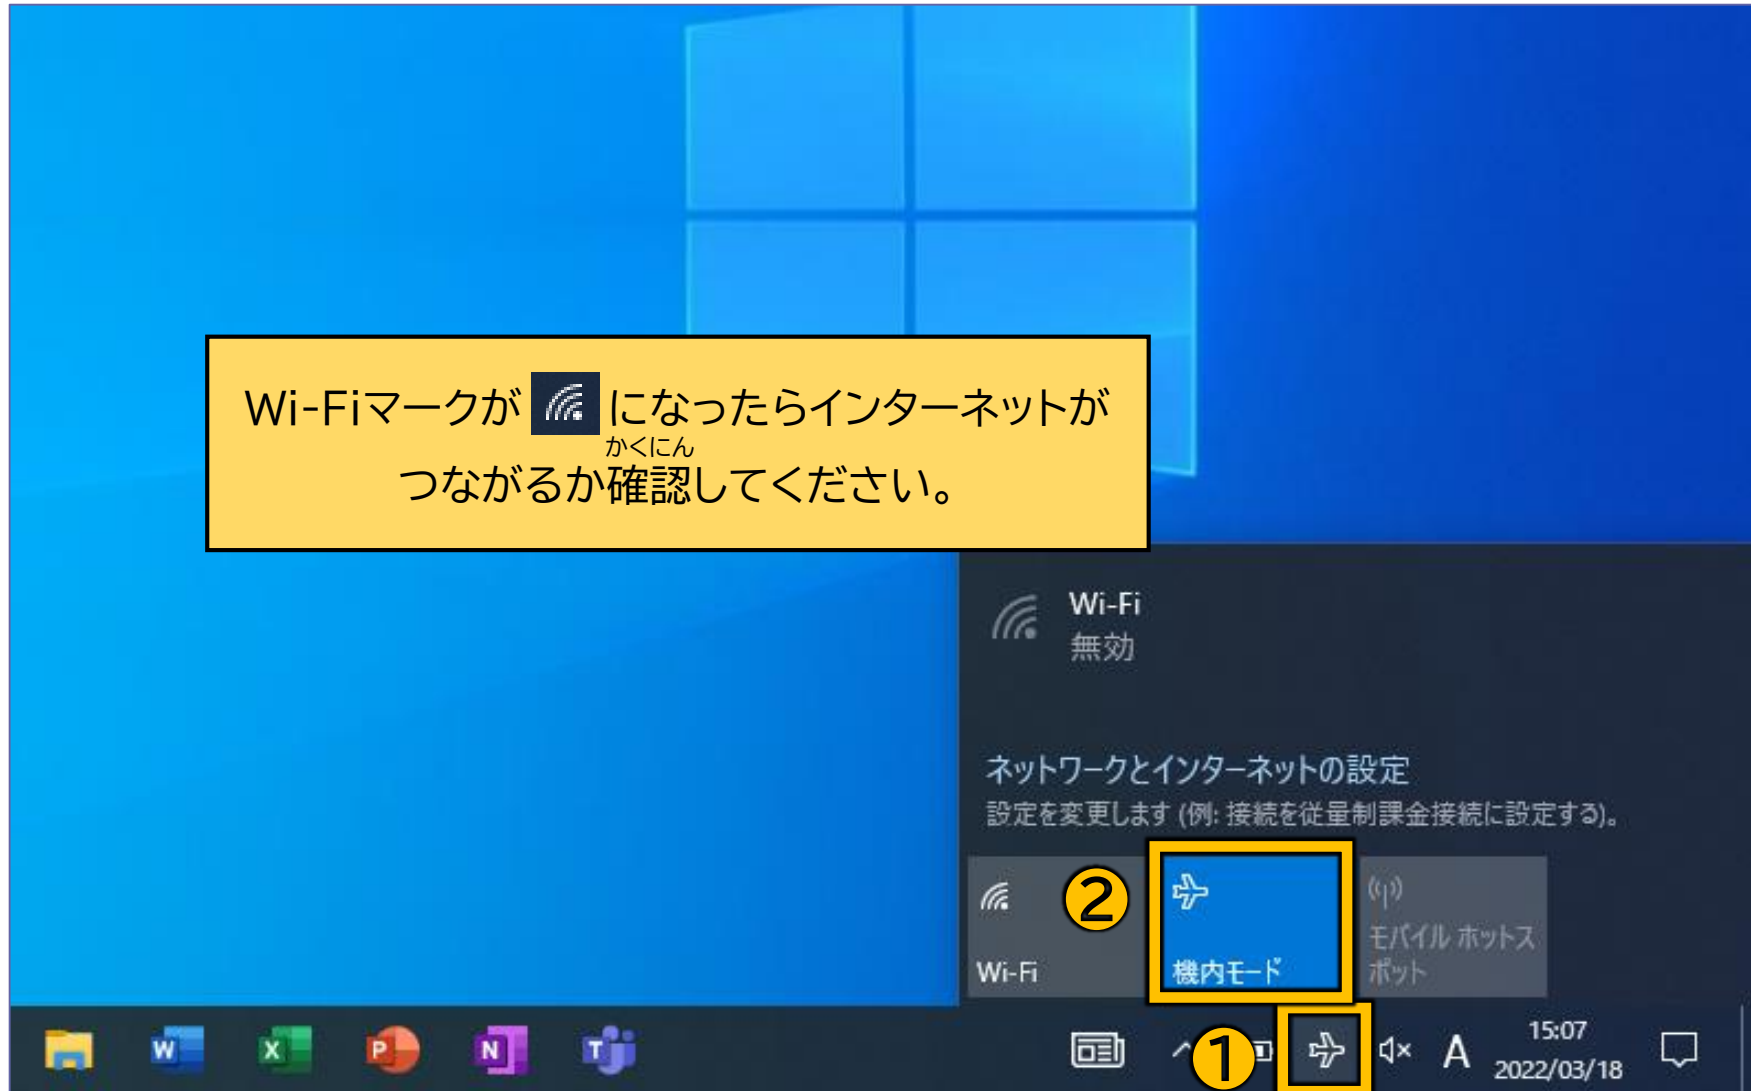 Wi-Fiマークが になったらインターネットが
かくにん
つながるか確認してください。
Wi-Fi
無効
ネットワークとインターネットの設定
設定を変更します (例: 接続を従量制課金接続に設定する)。
②
Wi-Fi
機内モード
モバイル ホットス
ポット
W
X
P
N
T
①
A
15:07
2022/03/18